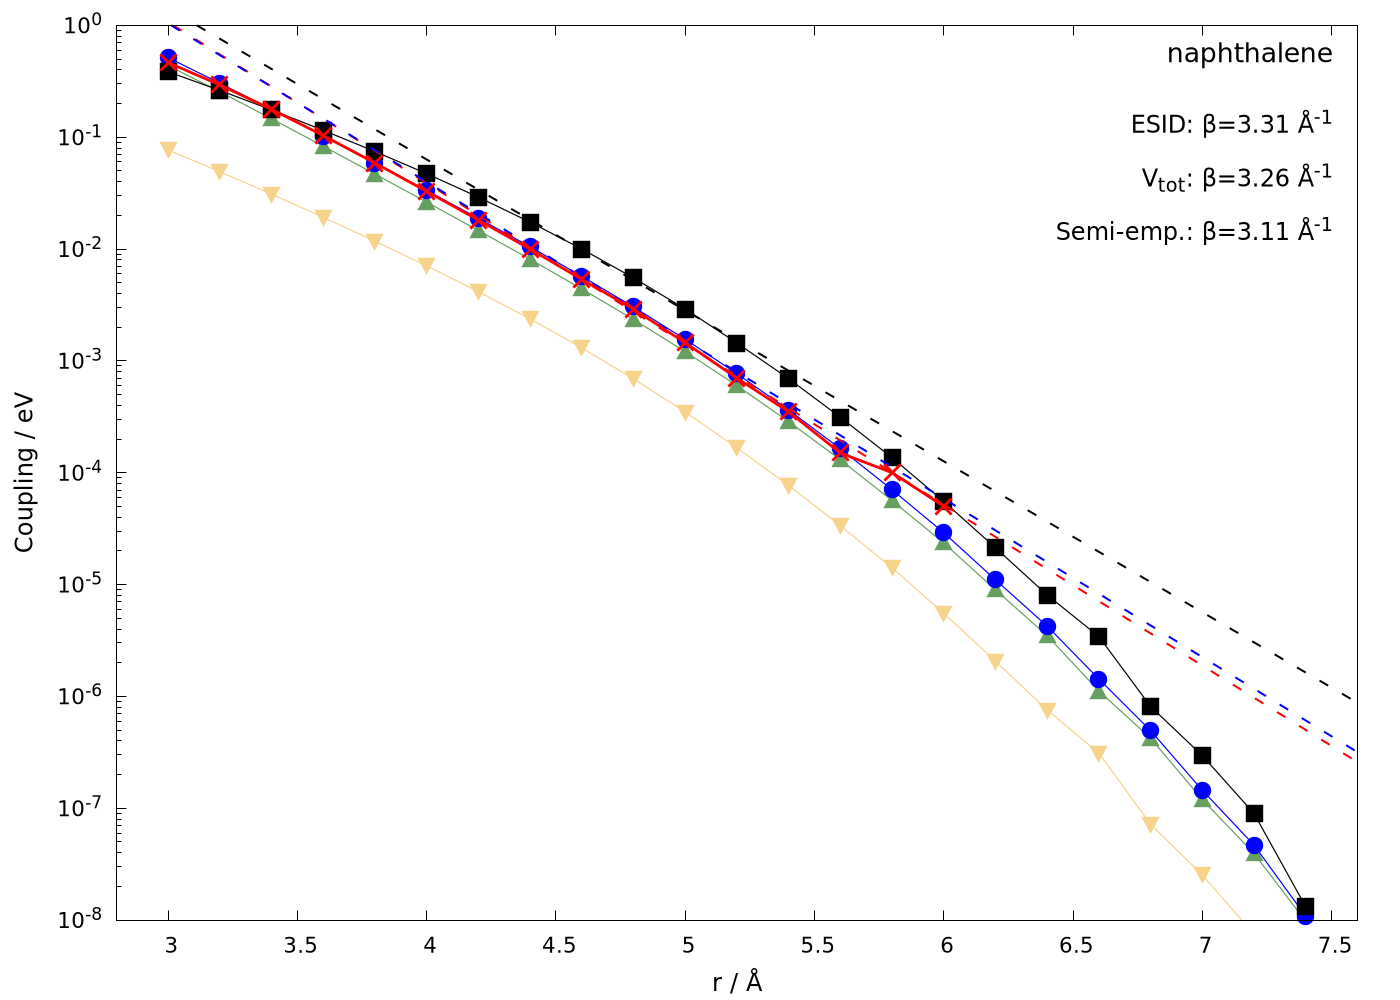 naphthalene
ESID: β=3.31 Å⁻¹
Vₜₒₜ: β=3.26 Å⁻¹
Semi-emp.: β=3.11 Å⁻¹
Coupling / eV
10⁰
10⁻¹
10⁻²
10⁻³
10⁻⁴
10⁻⁵
10⁻⁶
10⁻⁷
10⁻⁸
3 3.5 4 4.5 5 5.5 6 6.5 7 7.5
r / Å